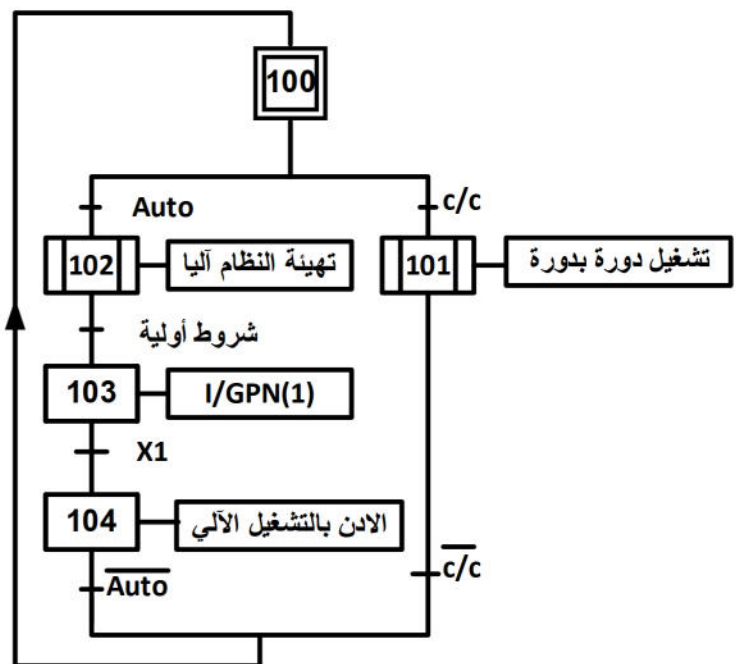 100
Auto
c/c
102
تهيئة النظام آليا
101
تشغيل دورة بدورة
شروط أولية
103
I/GPN(1)
X1
104
الادن بالتشغيل الآلي
A̅u̅t̅o̅
c̅/̅c̅